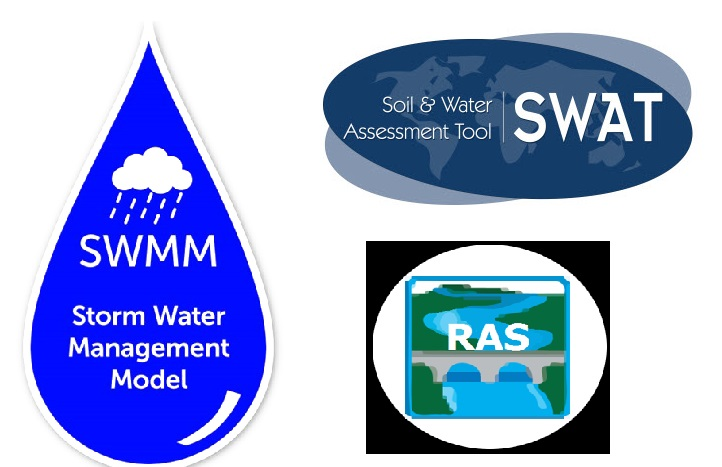 SWMM
Storm Water
Management
Model
Soil & Water
Assessment Tool
SWAT
RAS